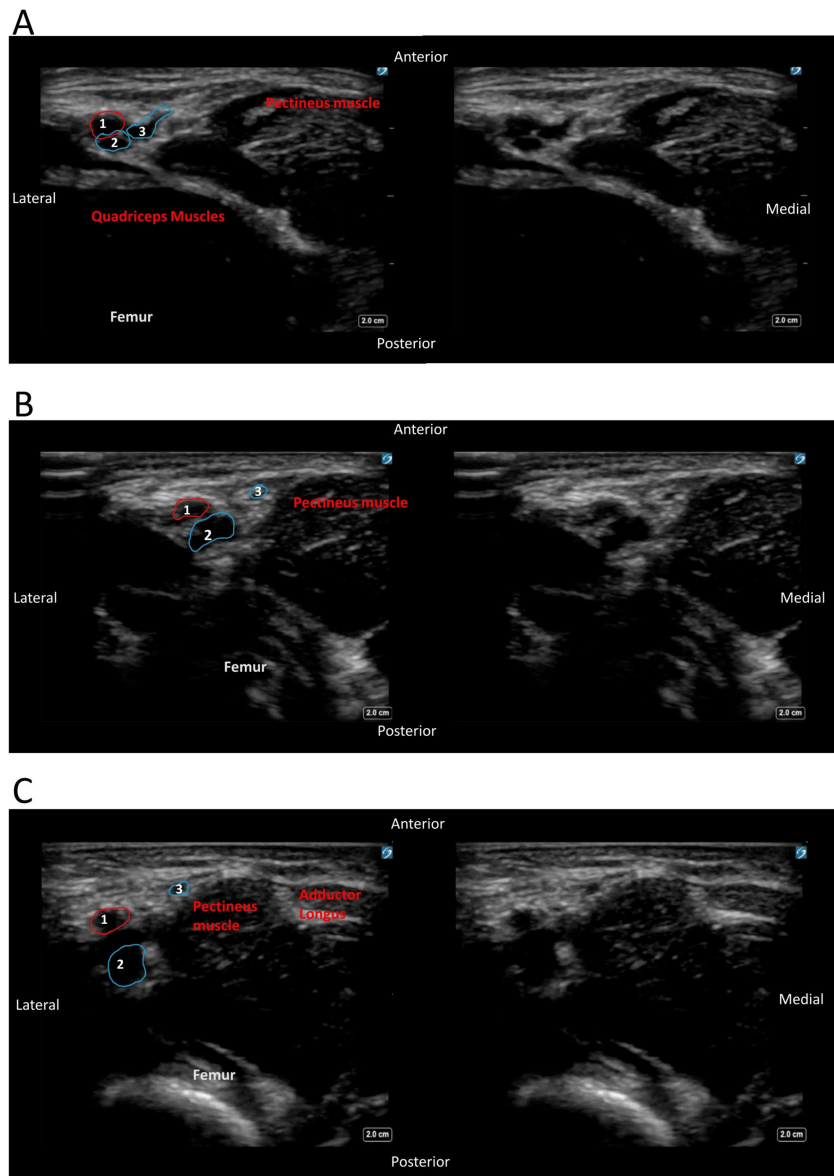 A
Anterior
Pectineus muscle
1
2
3
Lateral
Quadriceps Muscles
Medial
Femur
2.0 cm
2.0 cm
Posterior
B
Anterior
3
Pectineus muscle
1
2
Lateral
Medial
Femur
2.0 cm
2.0 cm
Posterior
C
Anterior
3
Pectineus
muscle
Adductor
Longus
1
2
Lateral
Medial
Femur
2.0 cm
2.0 cm
Posterior